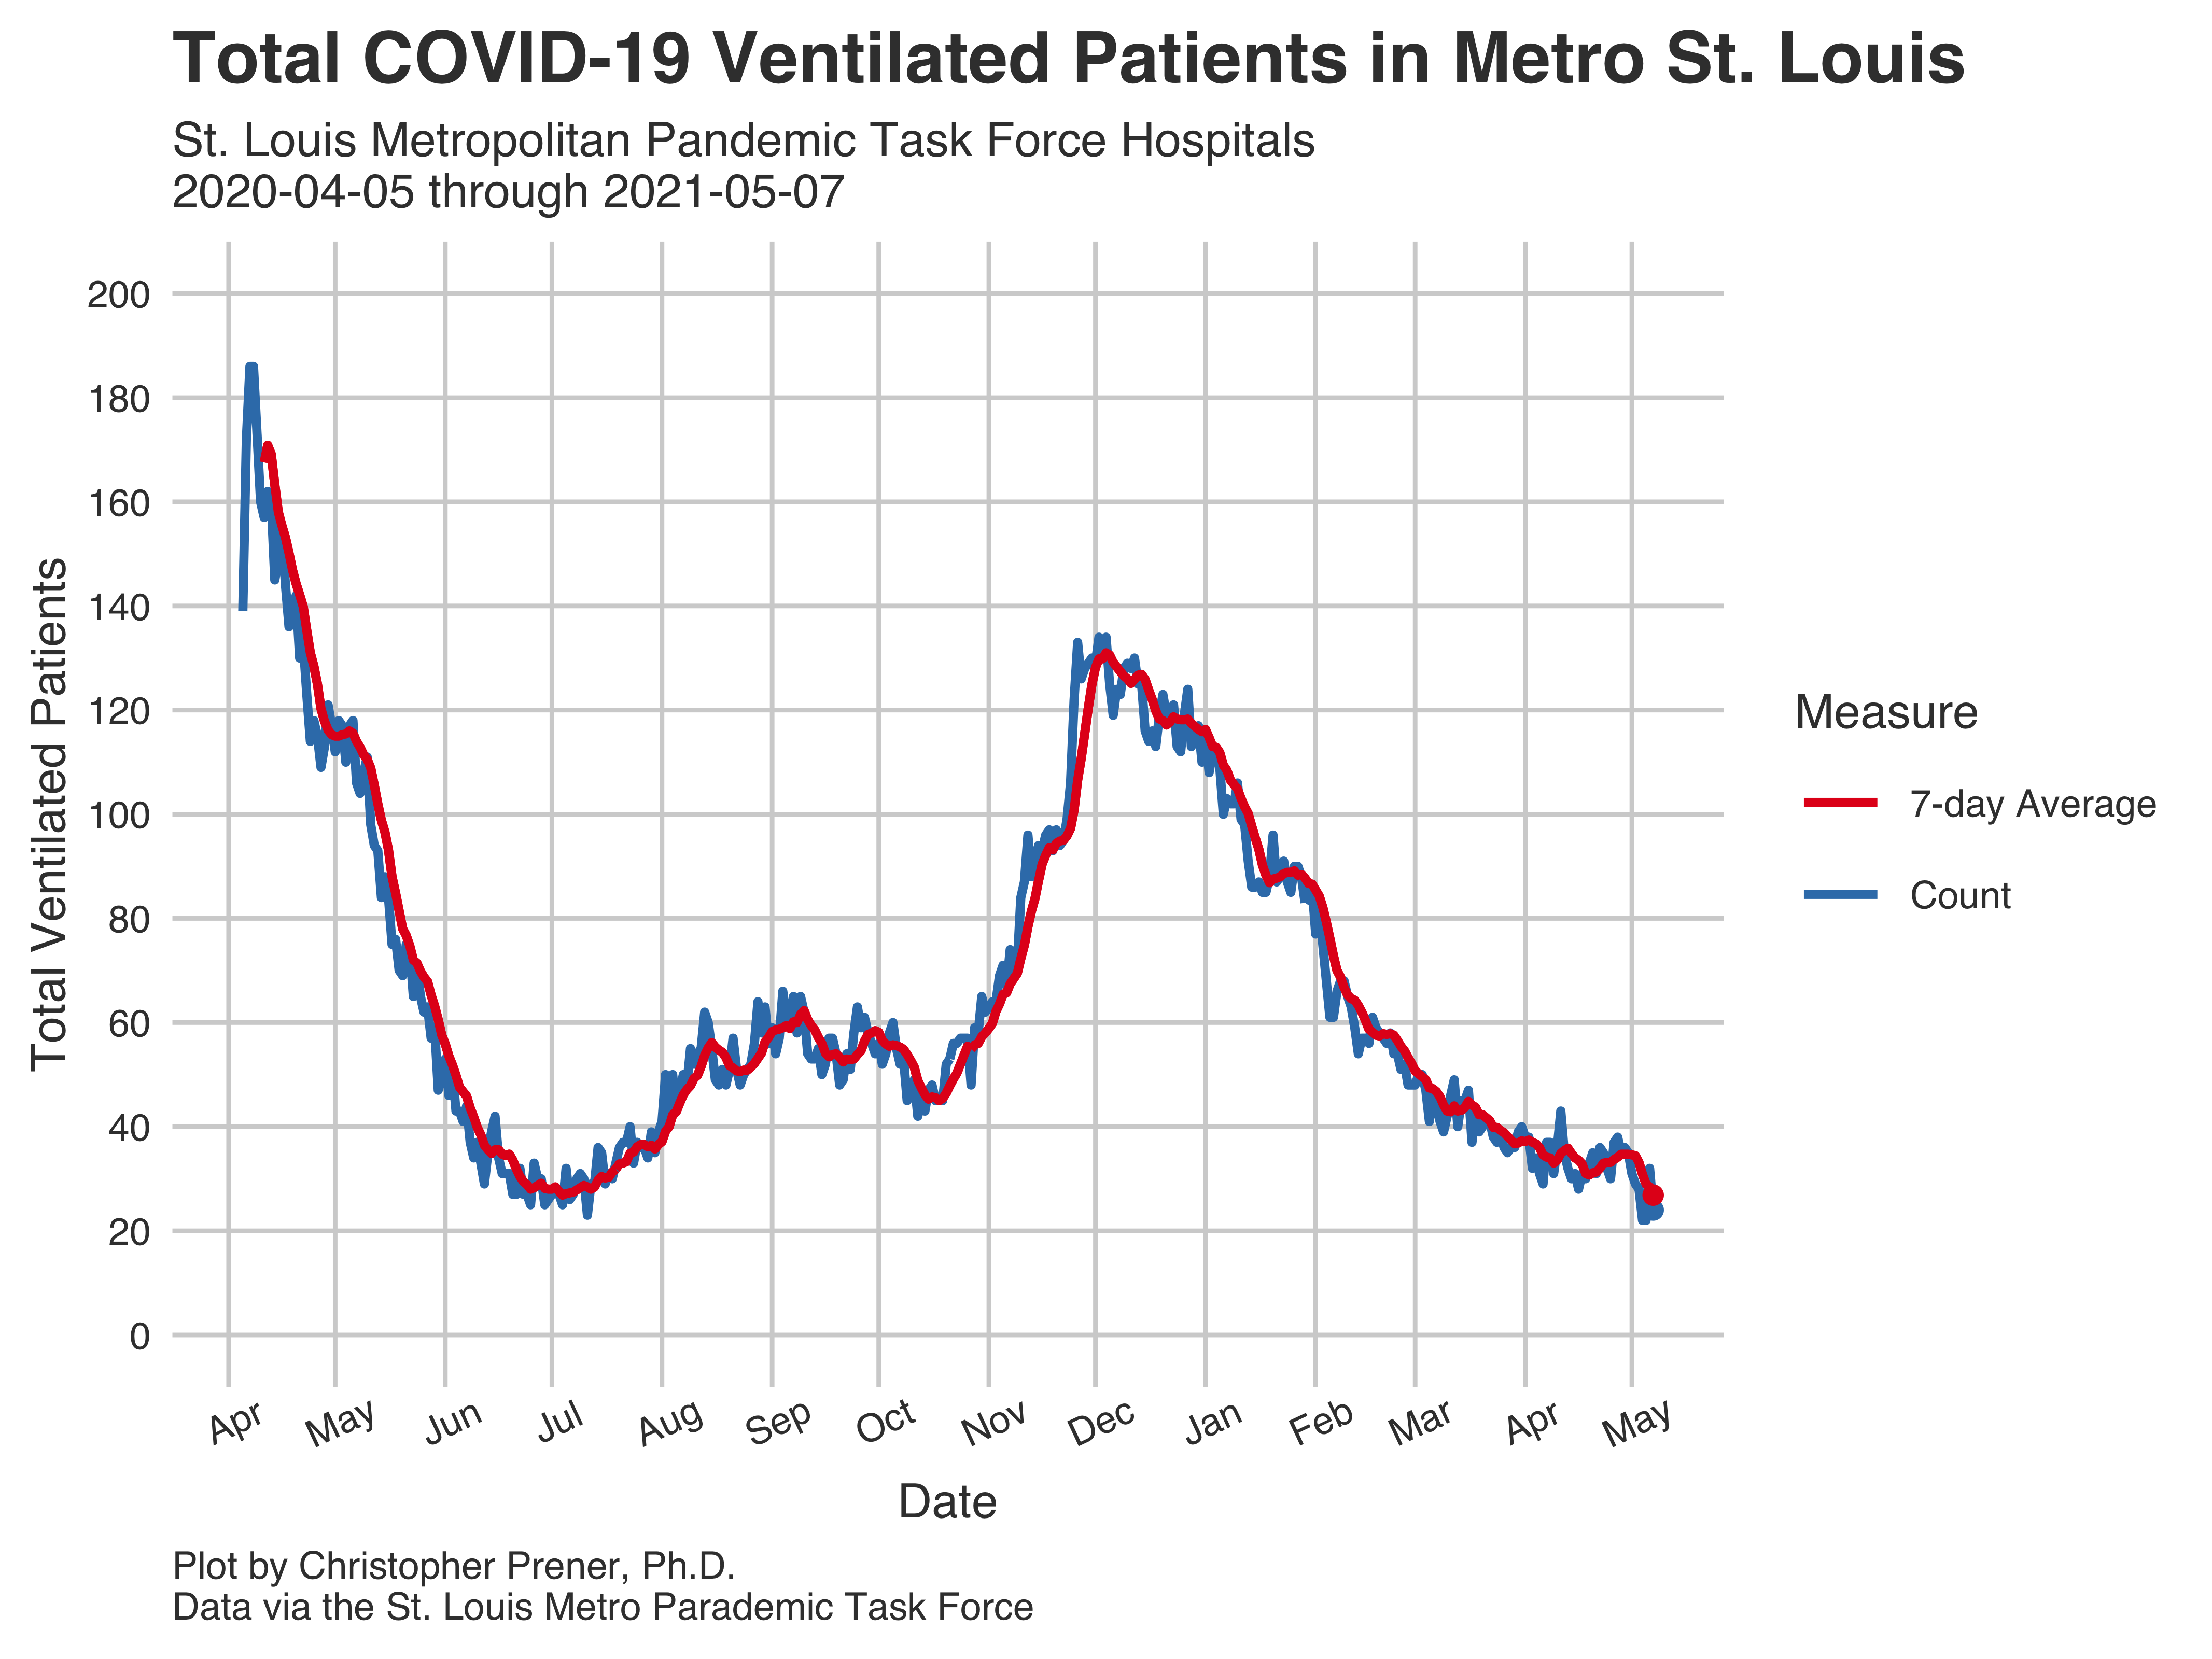 Total COVID-19 Ventilated Patients in Metro St. Louis
St. Louis Metropolitan Pandemic Task Force Hospitals
2020-04-05 through 2021-05-07
Total Ventilated Patients
200
180
160
140
120
100
80
60
40
20
0
Apr
May
Jun
Jul
Aug
Sep
Oct
Nov
Dec
Jan
Feb
Mar
Apr
May
Date
Measure
7-day Average
Count
Plot by Christopher Prener, Ph.D.
Data via the St. Louis Metro Parademic Task Force